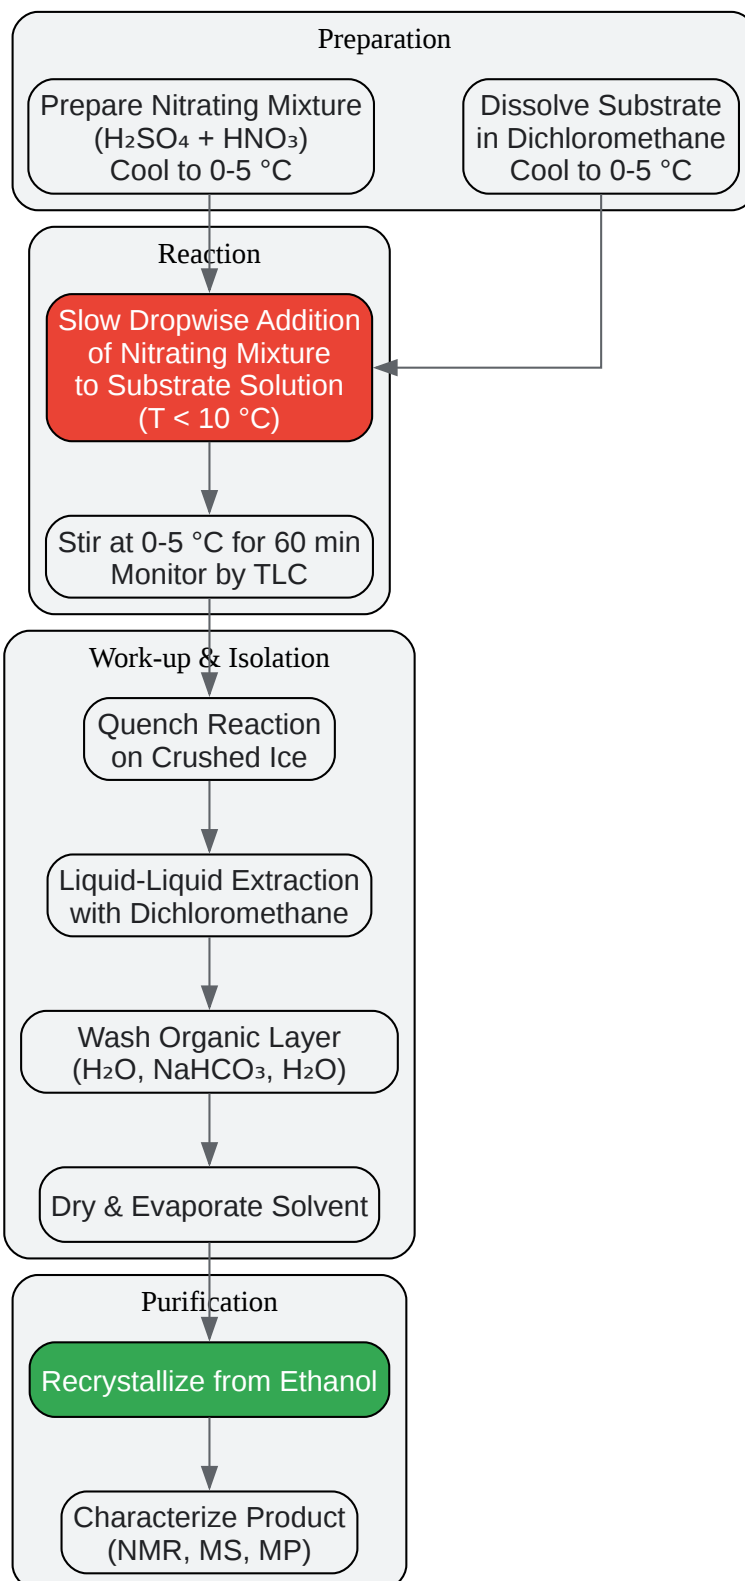 Preparation
Prepare Nitrating Mixture
(H₂SO₄ + HNO₃)
Cool to 0-5 °C
Dissolve Substrate
in Dichloromethane
Cool to 0-5 °C
Reaction
Slow Dropwise Addition
of Nitrating Mixture
to Substrate Solution
(T < 10 °C)
Stir at 0-5 °C for 60 min
Monitor by TLC
Work-up & Isolation
Quench Reaction
on Crushed Ice
Liquid-Liquid Extraction
with Dichloromethane
Wash Organic Layer
(H₂O, NaHCO₃, H₂O)
Dry & Evaporate Solvent
Purification
Recrystallize from Ethanol
Characterize Product
(NMR, MS, MP)